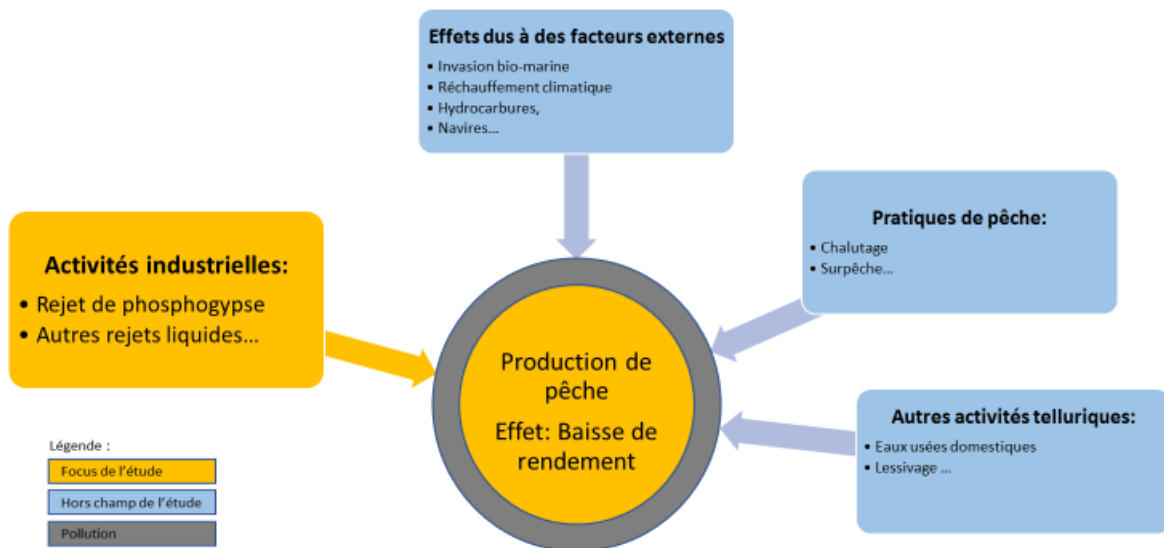 Effets dus à des facteurs externes
• Invasion bio-marine
• Réchauffement climatique
• Hydrocarbures,
• Navires...
Pratiques de pêche:
• Chalutage
• Surpêche...
Activités industrielles:
• Rejet de phosphogypse
• Autres rejets liquides...
Production de
pêche
Effet: Baisse de
rendement
Autres activités telluriques:
• Eaux usées domestiques
• Lessivage ...
Légende :
Focus de l'étude
Hors champ de l'étude
Pollution